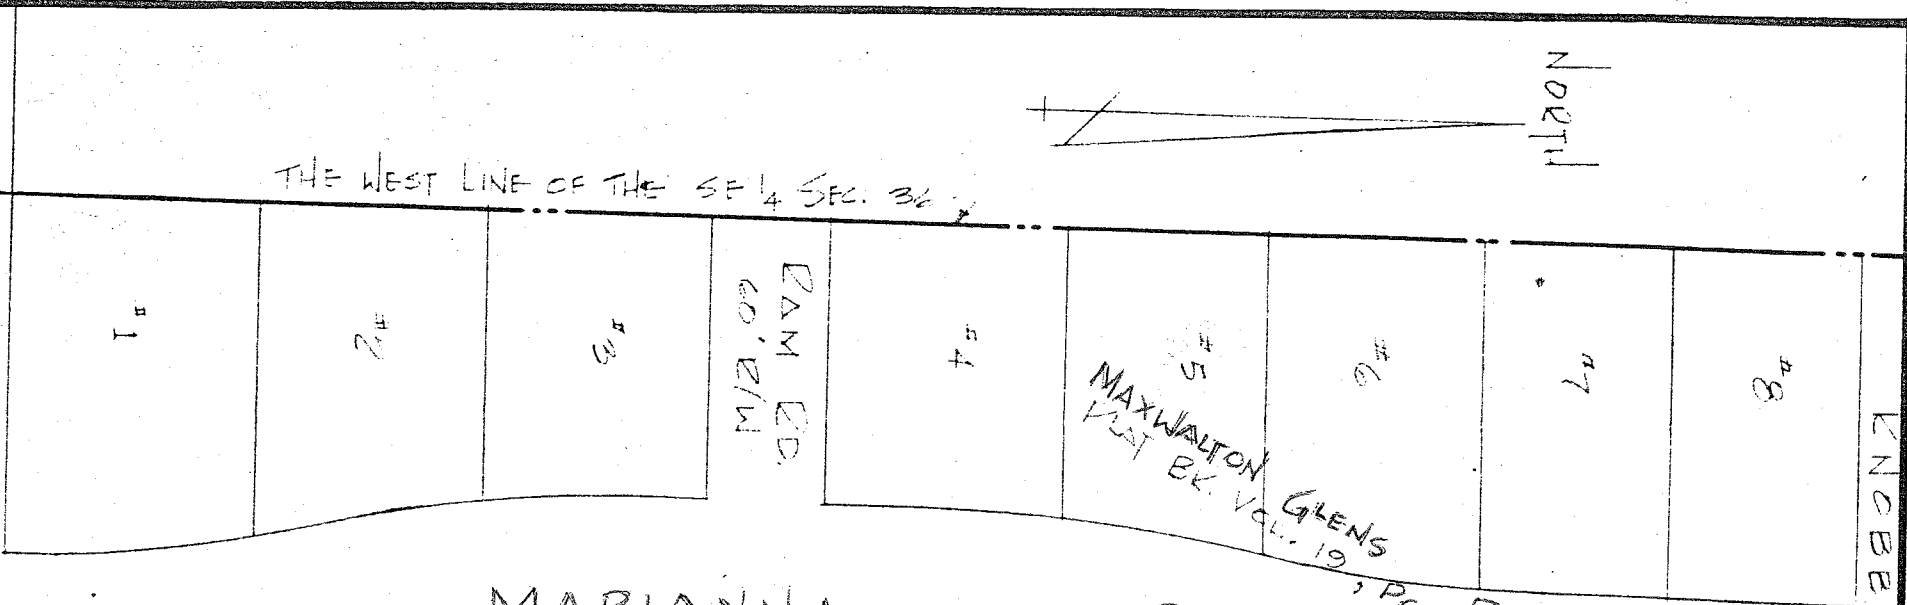 NORTH
THE WEST LINE OF THE SE 1/4 SEC. 36
#1
#2
#3
RAM RD.
60' R/W
#4
#5
#6
#7
#8
MAXWALTON GLENS
PLAT BK. VOL. 19, PG.
KNOBB
MARIANNA